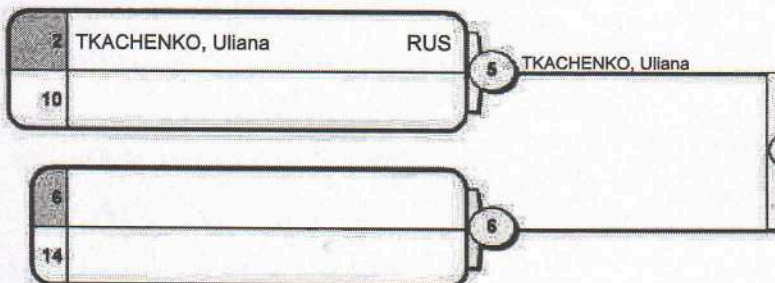 2 TKACHENKO, Uliana RUS
5 TKACHENKO, Uliana
10
6
6
14